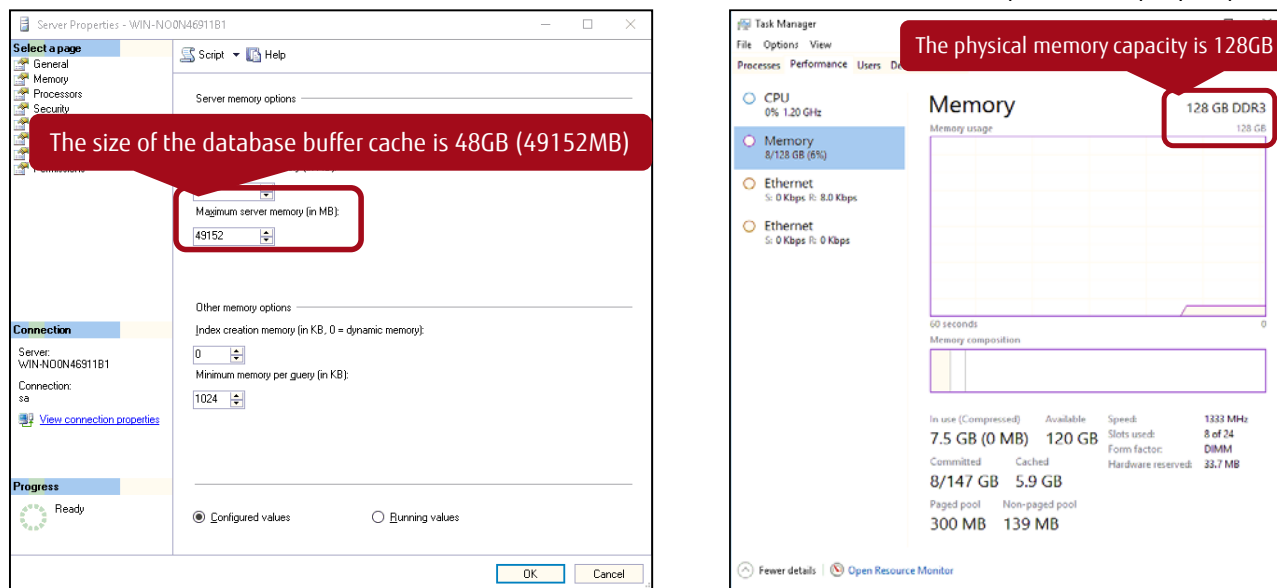 Server Properties - WIN-NO0N46911B1
Select a page
General
Memory
Processors
Security
Permissions
Script
Help
Server memory options
The size of the database buffer cache is 48GB (49152MB)
Maximum server memory (in MB):
49152
Other memory options
Index creation memory (in KB, 0 = dynamic memory):
0
Minimum memory per query (in KB):
1024
Connection
Server:
WIN-NO0N46911B1
Connection:
sa
View connection properties
Progress
Ready
Configured values
Running values
OK
Cancel
Task Manager
File Options View
Processes Performance Users
The physical memory capacity is 128GB
CPU
0% 1.20 GHz
Memory
8/128 GB (6%)
Ethernet
S: 0 Kbps R: 8.0 Kbps
Ethernet
S: 0 Kbps R: 0 Kbps
Memory
128 GB DDR3
Memory usage
128 GB
60 seconds
0
Memory composition
In use (Compressed)
7.5 GB (0 MB)
Available
120 GB
Speed: 1333 MHz
Slots used: 8 of 24
Form factor: DIMM
Hardware reserved: 33.7 MB
Committed
8/147 GB
Cached
5.9 GB
Paged pool
300 MB
Non-paged pool
139 MB
Fewer details
Open Resource Monitor